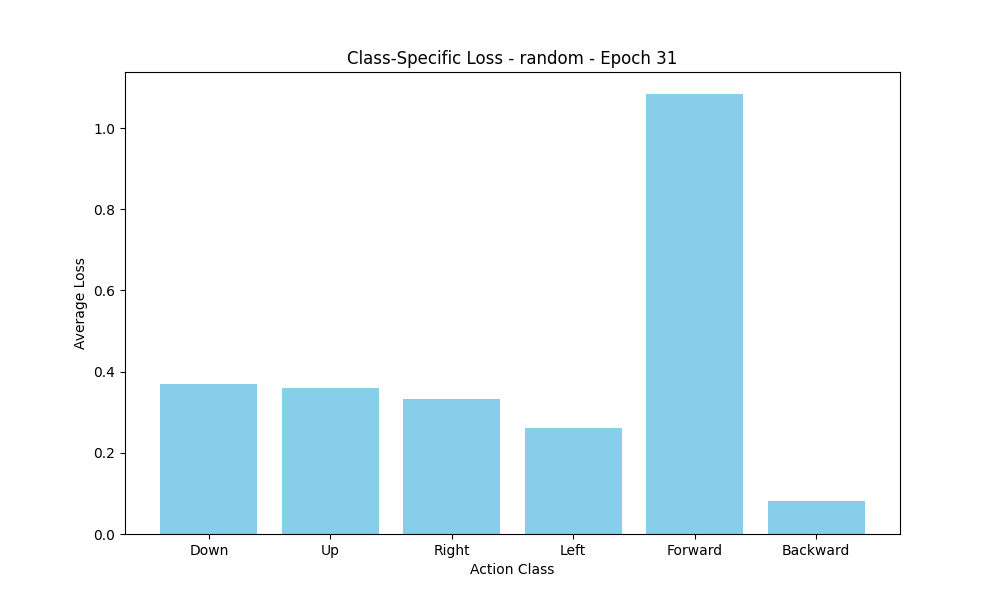 Class-Specific Loss - random - Epoch 31
Average Loss
1.0
0.8
0.6
0.4
0.2
0.0
Down Up Right Left Forward Backward
Action Class